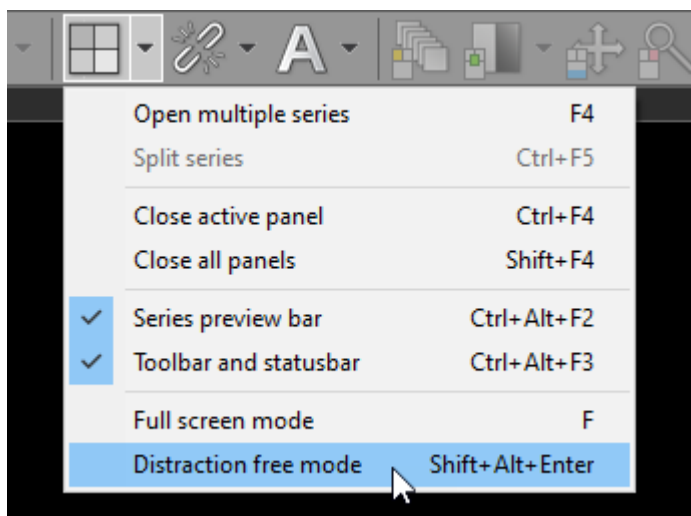 A
Open multiple series F4
Split series Ctrl+F5
Close active panel Ctrl+F4
Close all panels Shift+F4
Series preview bar Ctrl+Alt+F2
Toolbar and statusbar Ctrl+Alt+F3
Full screen mode F
Distraction free mode Shift+Alt+Enter